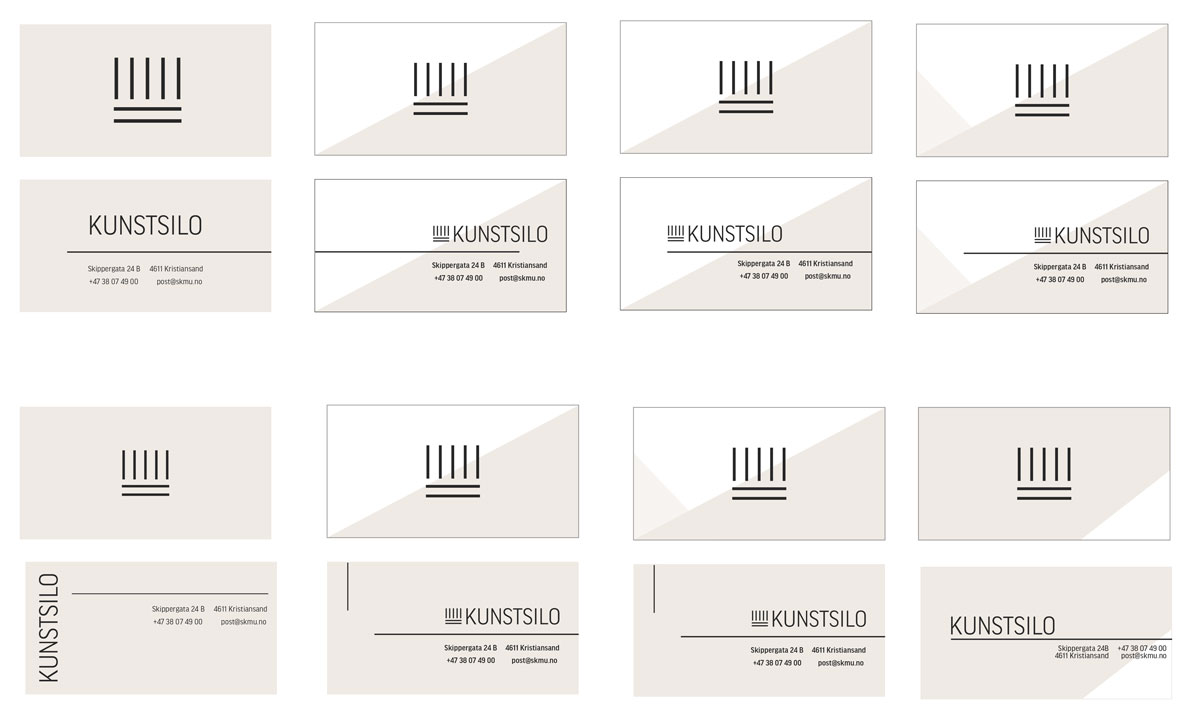 KUNSTSILO
Skippergata 24 B 4611 Kristiansand
+47 38 07 49 00 post@skmu.no
KUNSTSILO
Skippergata 24 B 4611 Kristiansand
+47 38 07 49 00 post@skmu.no
KUNSTSILO
Skippergata 24 B 4611 Kristiansand
+47 38 07 49 00 post@skmu.no
KUNSTSILO
Skippergata 24 B 4611 Kristiansand
+47 38 07 49 00 post@skmu.no
KUNSTSILO
Skippergata 24 B 4611 Kristiansand
+47 38 07 49 00 post@skmu.no
KUNSTSILO
Skippergata 24 B 4611 Kristiansand
+47 38 07 49 00 post@skmu.no
KUNSTSILO
Skippergata 24 B 4611 Kristiansand
+47 38 07 49 00 post@skmu.no
KUNSTSILO
Skippergata 24B +47 38 07 49 00
4611 Kristiansand post@skmu.no